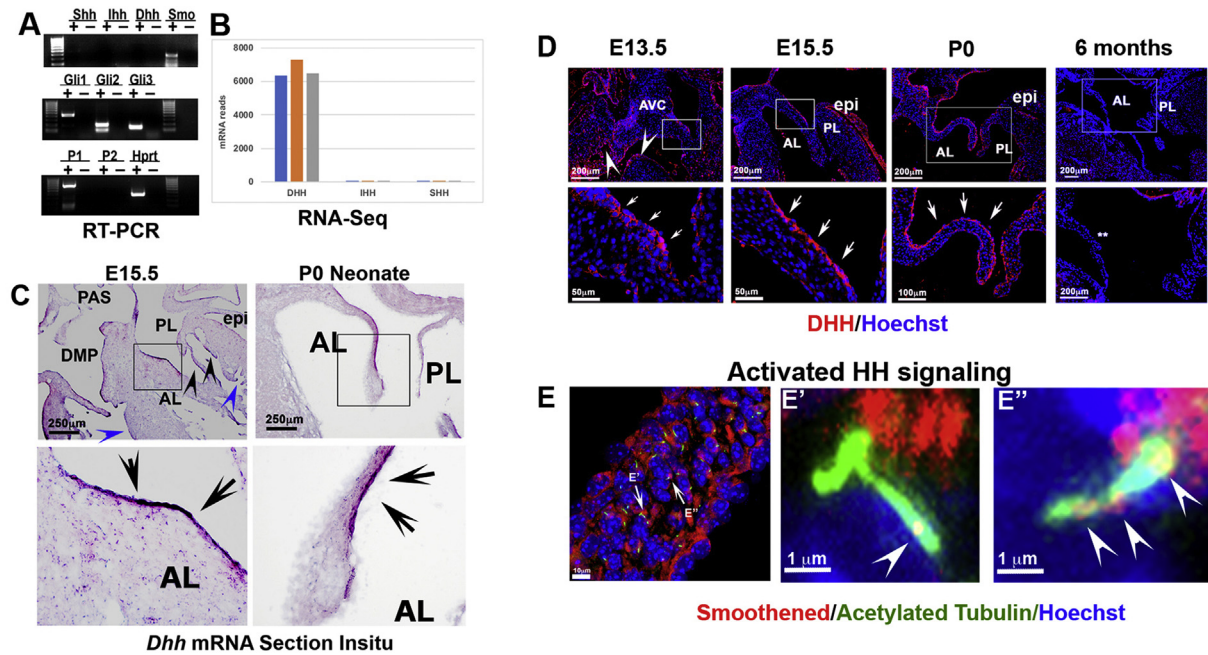 A
Shh Ihh Dhh Smo
+ − + − + − + −
Gli1 Gli2 Gli3
+ − + − + −
P1 P2 Hprt
+ − + − + −
RT-PCR
B
8000
6000
4000
2000
0
mRNA reads
DHH IHH SHH
RNA-Seq
C
E15.5 P0 Neonate
PAS
PL
epi
DMP
AL
250µm
AL
PL
250µm
AL
AL
Dhh mRNA Section Insitu
D
E13.5 E15.5 P0 6 months
AVC
200µm
epi
PL
AL
200µm
epi
AL
PL
200µm
AL
PL
200µm
50µm
50µm
100µm
**
200µm
DHH/Hoechst
Activated HH signaling
E
E'
E''
10µm
E'
1 µm
E''
1 µm
Smoothened/Acetylated Tubulin/Hoechst